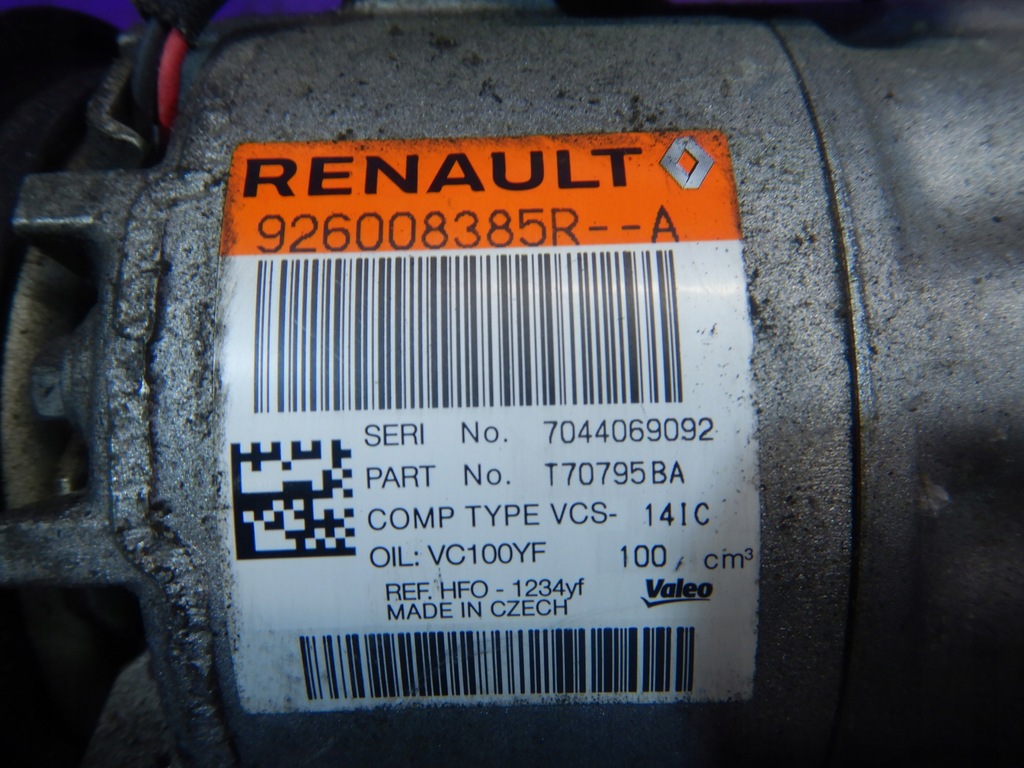 RENAULT
926008385R--A
SERI No. 7044069092
PART No. T70795BA
COMP TYPE VCS- 14IC
OIL: VC100YF 100 cm³
REF. HFO - 1234yf
MADE IN CZECH
Valeo